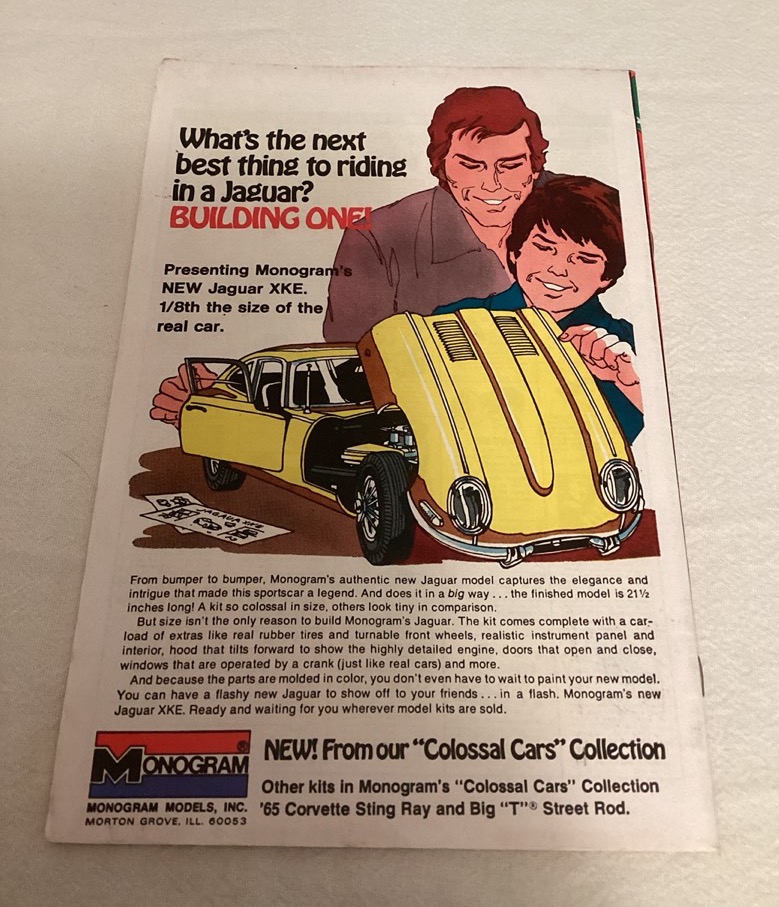 What's the next
best thing to riding
in a Jaguar?
BUILDING ONE!
Presenting Monogram's
NEW Jaguar XKE.
1/8th the size of the
real car.
JAGUAR XKE
From bumper to bumper, Monogram's authentic new Jaguar model captures the elegance and
intrigue that made this sportscar a legend. And does it in a big way . . . the finished model is 21½
inches long! A kit so colossal in size, others look tiny in comparison.
But size isn't the only reason to build Monogram's Jaguar. The kit comes complete with a car-
load of extras like real rubber tires and turnable front wheels, realistic instrument panel and
interior, hood that tilts forward to show the highly detailed engine, doors that open and close,
windows that are operated by a crank (just like real cars) and more.
And because the parts are molded in color, you don't even have to wait to paint your new model.
You can have a flashy new Jaguar to show off to your friends . . . in a flash. Monogram's new
Jaguar XKE. Ready and waiting for you wherever model kits are sold.
MONOGRAM®
MONOGRAM MODELS, INC.
MORTON GROVE, ILL. 60053
NEW! From our "Colossal Cars" Collection
Other kits in Monogram's "Colossal Cars" Collection
'65 Corvette Sting Ray and Big "T"® Street Rod.